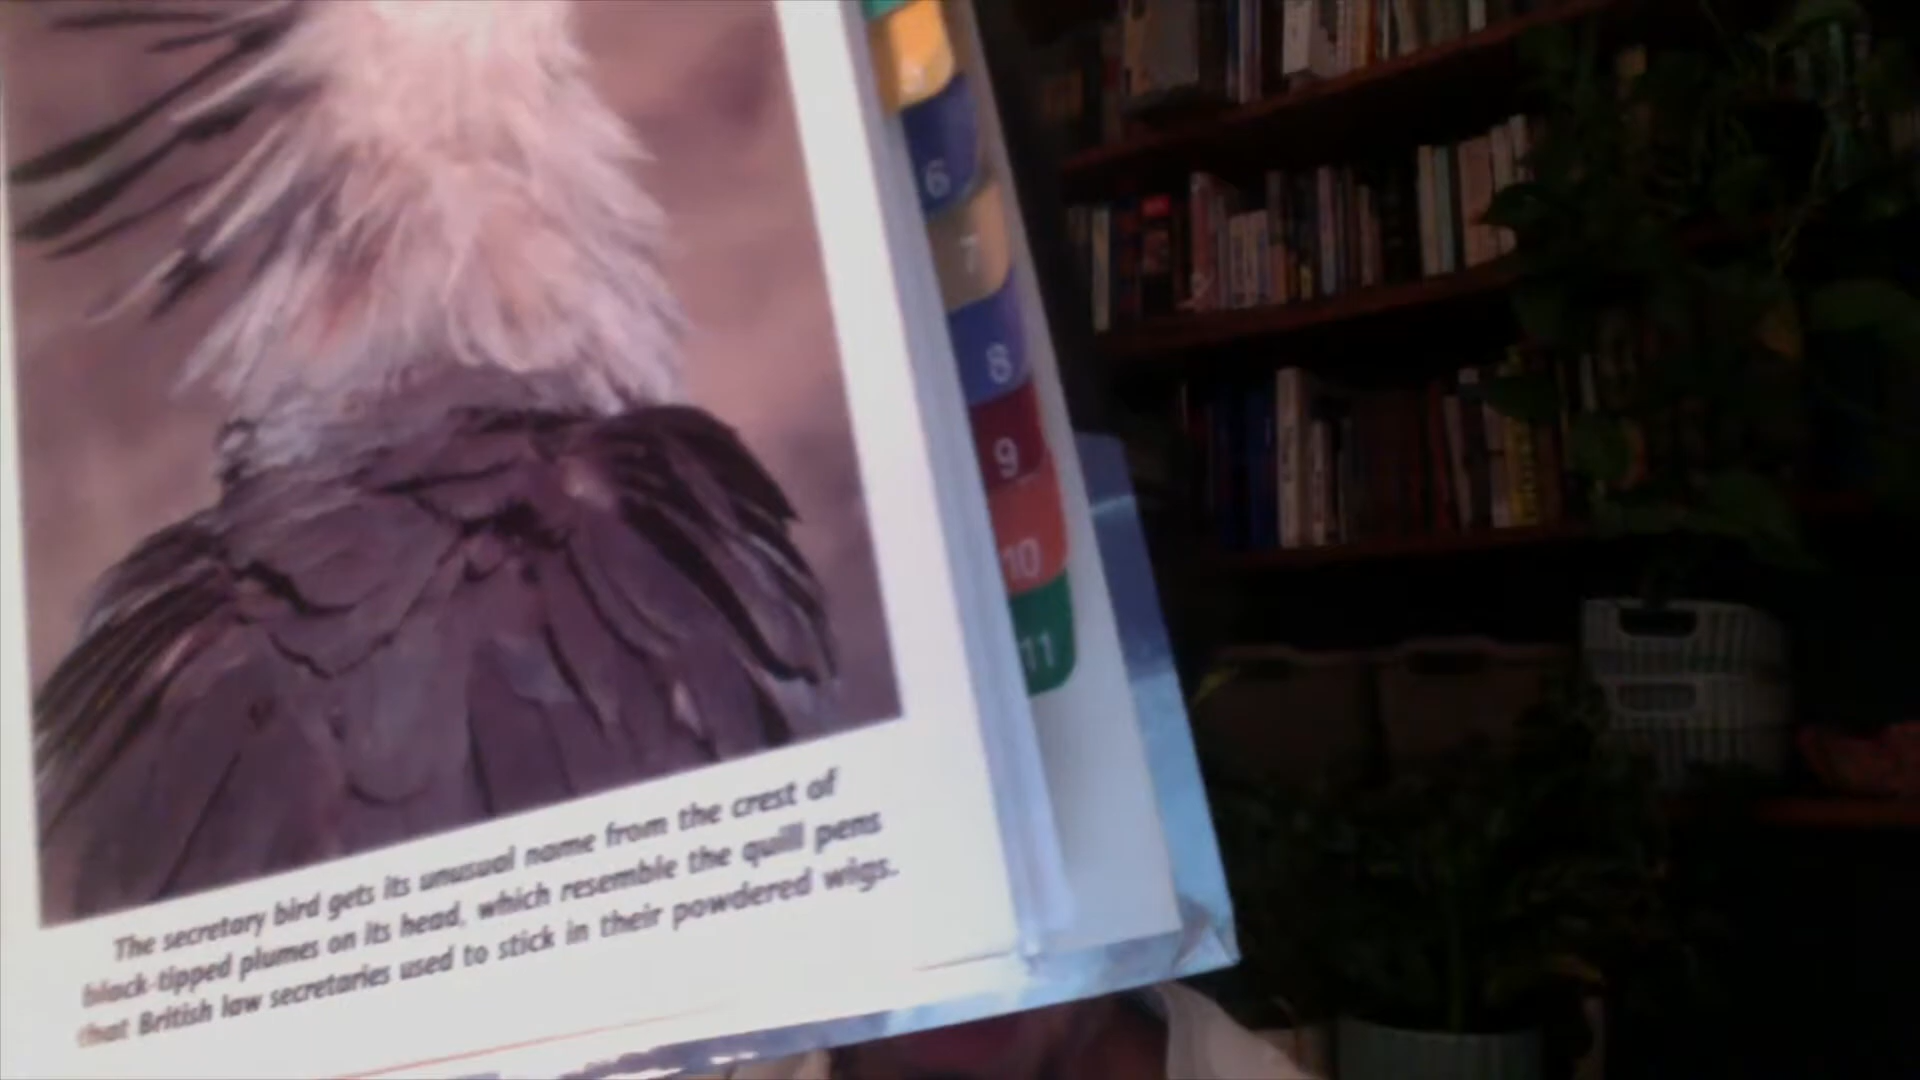 The secretary bird gets its unusual name from the crest of
black-tipped plumes on its head, which resemble the quill pens
that British law secretaries used to stick in their powdered wigs.
6
7
8
9
10
11